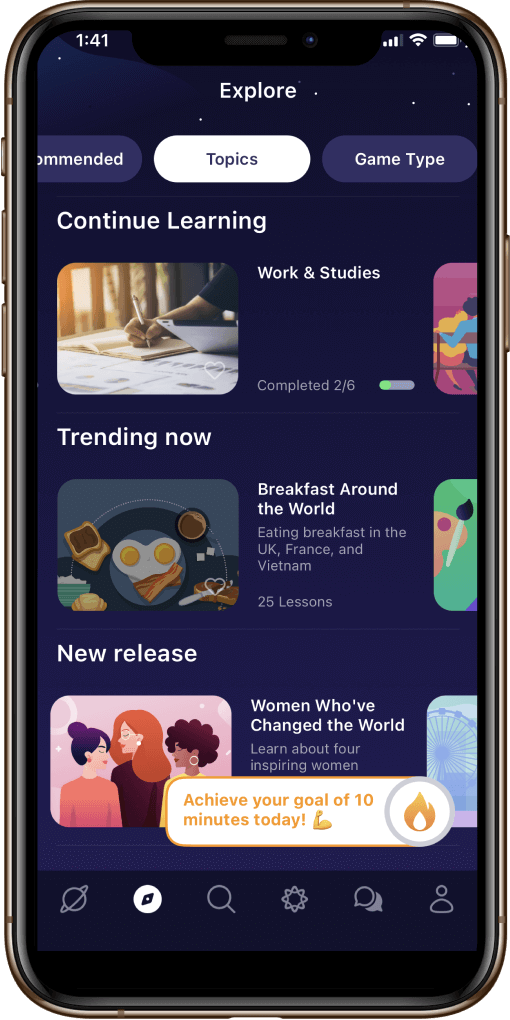 1:41
Explore
ommended
Topics
Game Type
Continue Learning
Work & Studies
Completed 2/6
Trending now
Breakfast Around
the World
Eating breakfast in the
UK, France, and
Vietnam
25 Lessons
New release
Women Who've
Changed the World
Learn about four
inspiring women
Achieve your goal of 10
minutes today! 💪